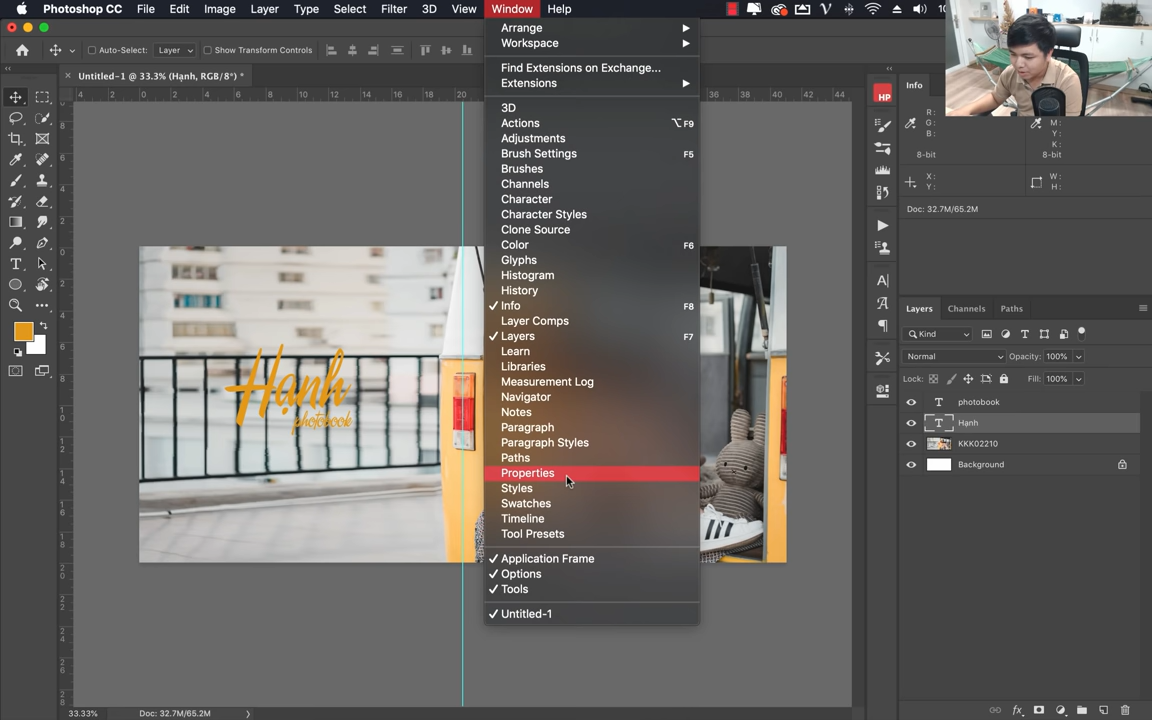 Photoshop CC File Edit Image Layer Type Select Filter 3D View Window Help
Auto-Select: Layer Show Transform Controls
Untitled-1 @ 33.3% (Hạnh, RGB/8*) *
Arrange
Workspace
Find Extensions on Exchange...
Extensions
3D
Actions ⌥F9
Adjustments
Brush Settings F5
Brushes
Channels
Character
Character Styles
Clone Source
Color F6
Glyphs
Histogram
History
Info F8
Layer Comps
Layers F7
Learn
Libraries
Measurement Log
Navigator
Notes
Paragraph
Paragraph Styles
Paths
Properties
Styles
Swatches
Timeline
Tool Presets
Application Frame
Options
Tools
Untitled-1
Hạnh
photobook
HP
Info
R:
G:
B:
8-bit
M:
Y:
K:
8-bit
X:
Y:
W:
H:
Doc: 32.7M/65.2M
Layers Channels Paths
Kind
Normal Opacity: 100%
Lock: Fill: 100%
photobook
Hạnh
KKK02210
Background
33.33% Doc: 32.7M/65.2M